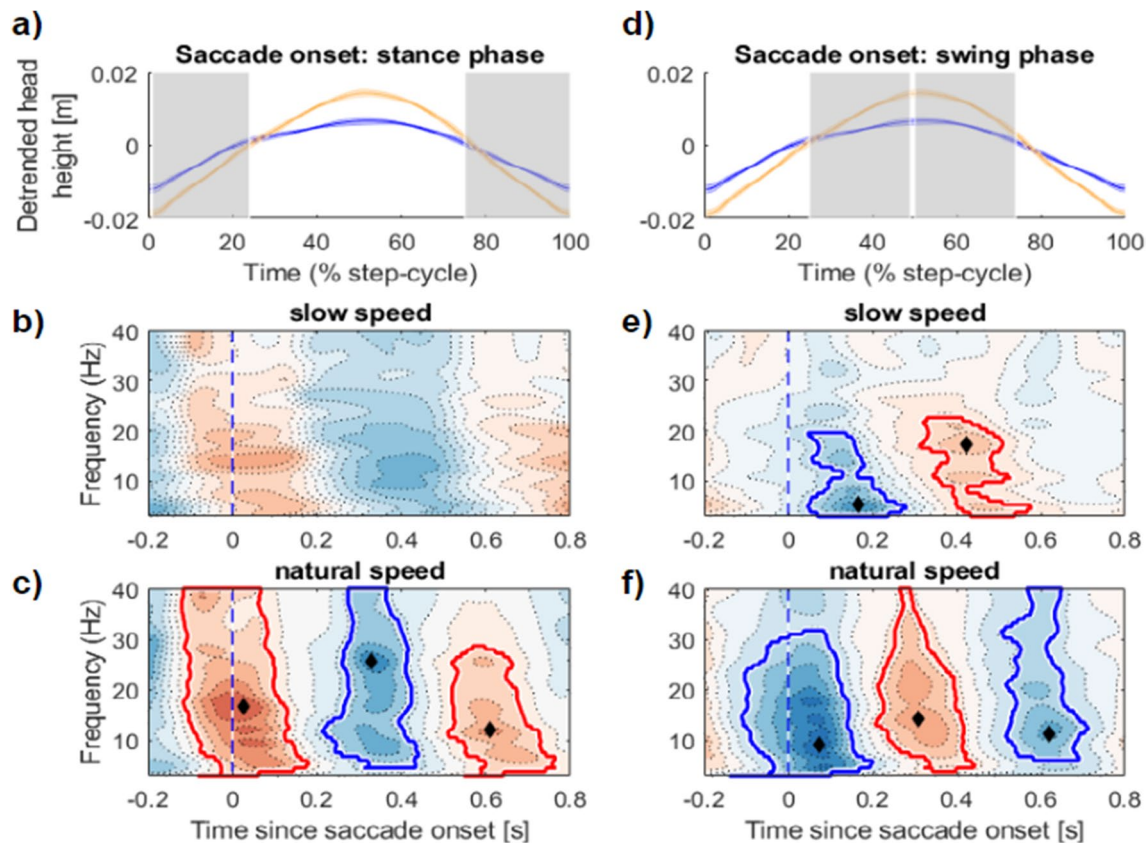 a)
Saccade onset: stance phase
Detrended head
height [m]
0.02
0
-0.02
0 20 40 60 80 100
Time (% step-cycle)
d)
Saccade onset: swing phase
0.02
0
-0.02
0 20 40 60 80 100
Time (% step-cycle)
b)
slow speed
Frequency (Hz)
40
30
20
10
-0.2 0 0.2 0.4 0.6 0.8
e)
slow speed
40
30
20
10
-0.2 0 0.2 0.4 0.6 0.8
c)
natural speed
Frequency (Hz)
40
30
20
10
-0.2 0 0.2 0.4 0.6 0.8
Time since saccade onset [s]
f)
natural speed
40
30
20
10
-0.2 0 0.2 0.4 0.6 0.8
Time since saccade onset [s]